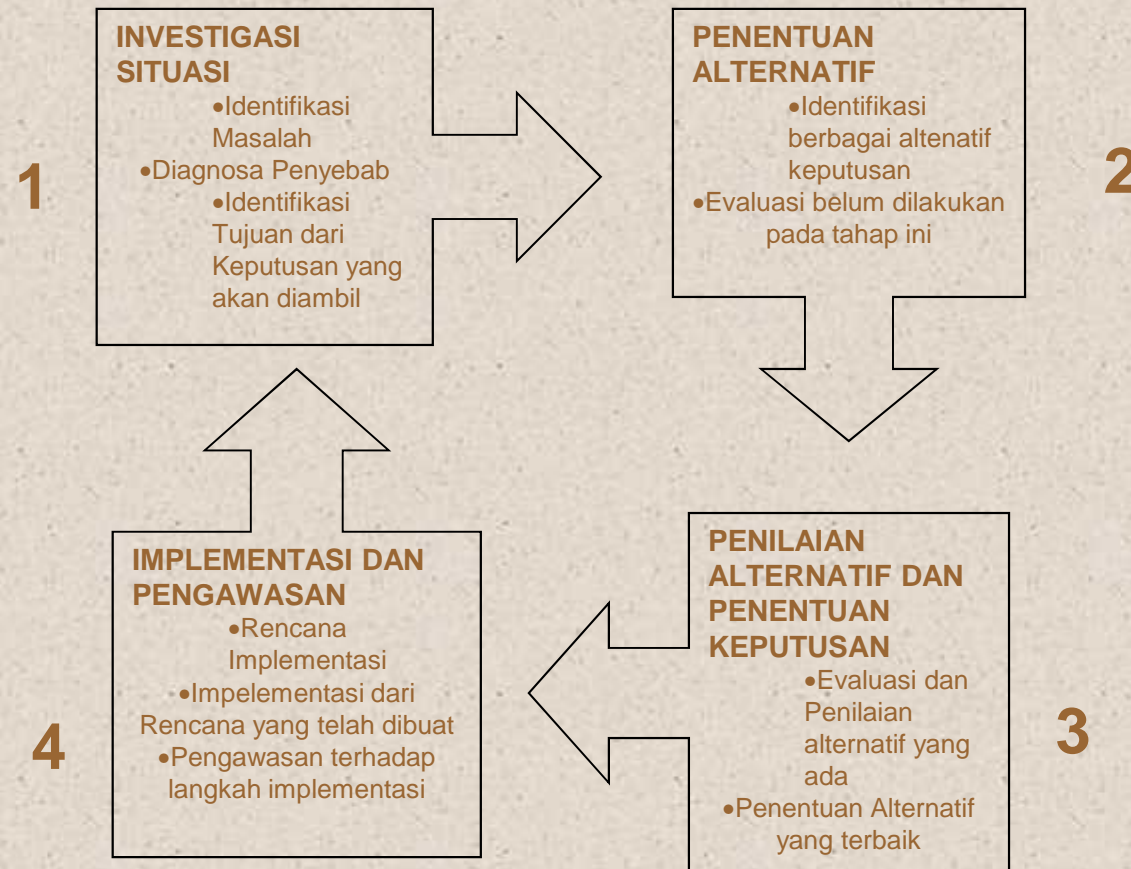 1
INVESTIGASI
SITUASI
•Identifikasi
Masalah
•Diagnosa Penyebab
•Identifikasi
Tujuan dari
Keputusan yang
akan diambil
2
PENENTUAN
ALTERNATIF
•Identifikasi
berbagai altenatif
keputusan
•Evaluasi belum dilakukan
pada tahap ini
3
PENILAIAN
ALTERNATIF DAN
PENENTUAN
KEPUTUSAN
•Evaluasi dan
Penilaian
alternatif yang
ada
•Penentuan Alternatif
yang terbaik
4
IMPLEMENTASI DAN
PENGAWASAN
•Rencana
Implementasi
•Impelementasi dari
Rencana yang telah dibuat
•Pengawasan terhadap
langkah implementasi